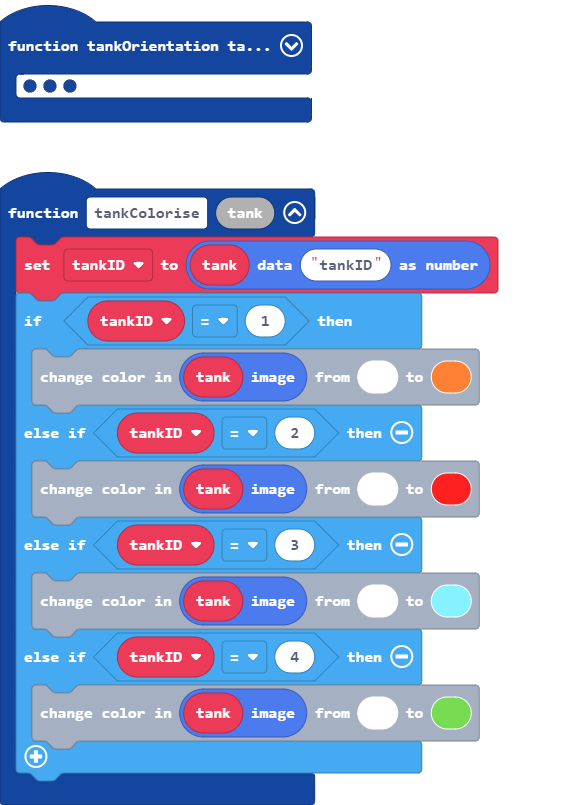 function tankOrientation ta...
function tankColorise tank
set tankID to tank data "tankID" as number
if tankID = 1 then
change color in tank image from to
else if tankID = 2 then
change color in tank image from to
else if tankID = 3 then
change color in tank image from to
else if tankID = 4 then
change color in tank image from to